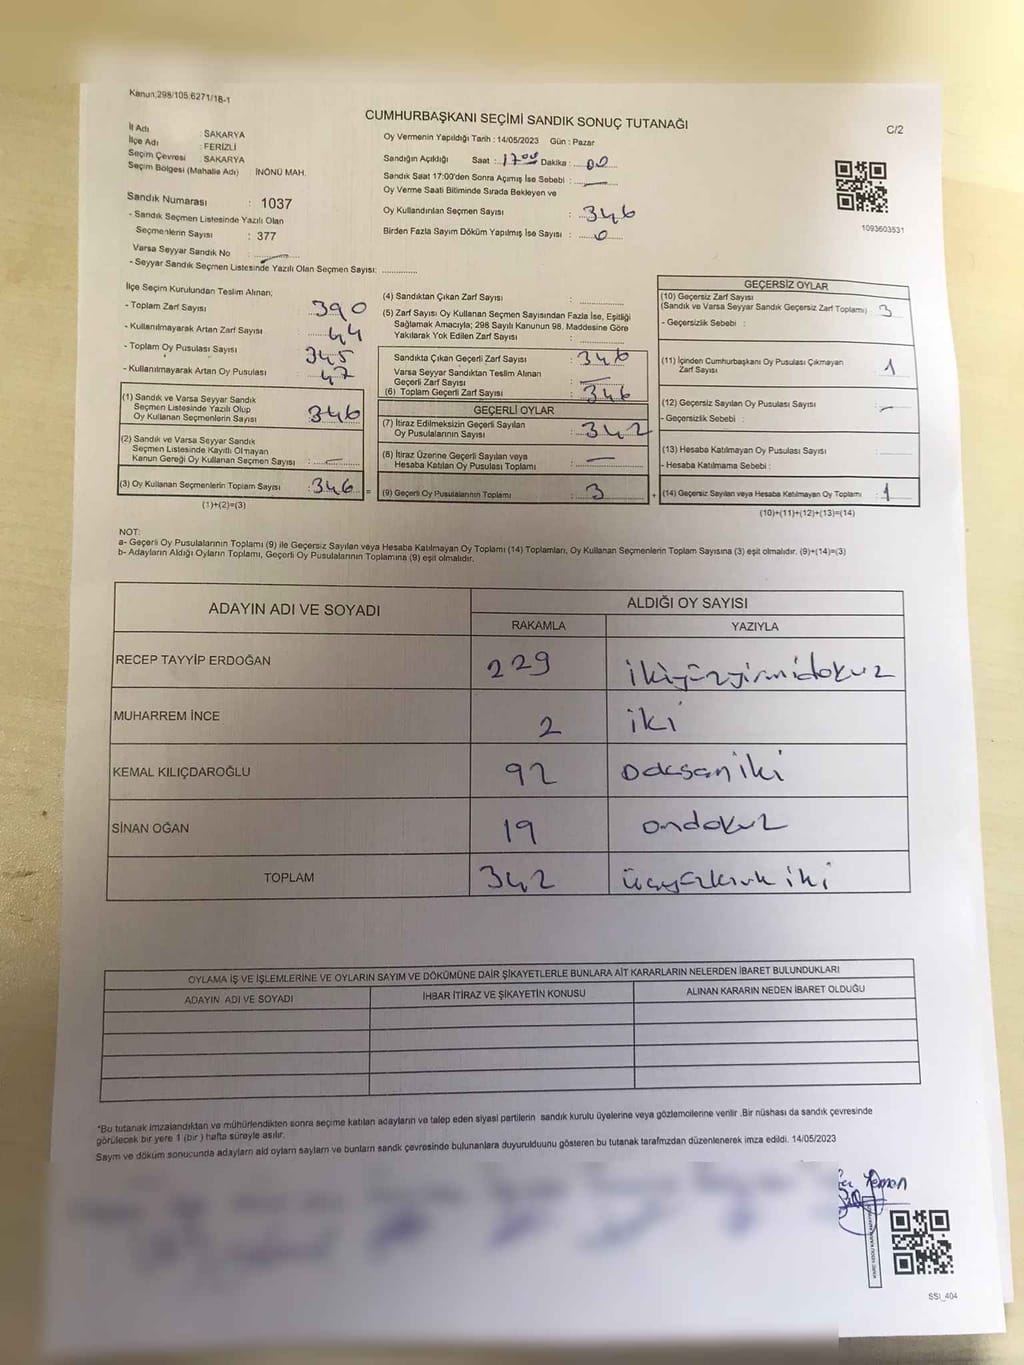 Kanun:298/105,6271/18-1
CUMHURBAŞKANI SEÇİMİ SANDIK SONUÇ TUTANAĞI
C/2
İl Adı : SAKARYA
İlçe Adı : FERİZLİ
Seçim Çevresi : SAKARYA
Seçim Bölgesi (Mahalle Adı) İNÖNÜ MAH.
Sandık Numarası : 1037
- Sandık Seçmen Listesinde Yazılı Olan
Seçmenlerin Sayısı : 377
Varsa Seyyar Sandık No :
- Seyyar Sandık Seçmen Listesinde Yazılı Olan Seçmen Sayısı:
Oy Vermenin Yapıldığı Tarih : 14/05/2023 Gün : Pazar
Sandığın Açıldığı Saat : 17:00 Dakika : 00
Sandık Saat 17:00'den Sonra Açımış İse Sebebi : —
Oy Verme Saati Bitiminde Sırada Bekleyen ve
Oy Kullandırılan Seçmen Sayısı : 346
Birden Fazla Sayım Döküm Yapılmış İse Sayısı : 0
1093603531
İlçe Seçim Kurulundan Teslim Alınan;
- Toplam Zarf Sayısı 390
- Kullanılmayarak Artan Zarf Sayısı 44
- Toplam Oy Pusulası Sayısı 345
- Kullanılmayarak Artan Oy Pusulası 47
(1) Sandık ve Varsa Seyyar Sandık
Seçmen Listesinde Yazılı Olup
Oy Kullanan Seçmenlerin Sayısı 346
(2) Sandık ve Varsa Seyyar Sandık
Seçmen Listesinde Kayıtlı Olmayan
Kanun Gereği Oy Kullanan Seçmen Sayısı : —
(3) Oy Kullanan Seçmenlerin Toplam Sayısı : 346 =
(1)+(2)=(3)
(4) Sandıktan Çıkan Zarf Sayısı :
(5) Zarf Sayısı Oy Kullanan Seçmen Sayısından Fazla İse, Eşitliği
Sağlamak Amacıyla; 298 Sayılı Kanunun 98. Maddesine Göre
Yakılarak Yok Edilen Zarf Sayısı :
Sandıkta Çıkan Geçerli Zarf Sayısı : 346
Varsa Seyyar Sandıktan Teslim Alınan
Geçerli Zarf Sayısı : —
(6) Toplam Geçerli Zarf Sayısı : 346
GEÇERLİ OYLAR
(7) İtiraz Edilmeksizin Geçerli Sayılan
Oy Pusulalarının Sayısı : 342
(8) İtiraz Üzerine Geçerli Sayılan veya
Hesaba Katılan Oy Pusulası Toplamı : —
(9) Geçerli Oy Pusulalarının Toplamı : 3 +
GEÇERSİZ OYLAR
(10) Geçersiz Zarf Sayısı
(Sandık ve Varsa Seyyar Sandık Geçersiz Zarf Toplamı) : 3
- Geçersizlik Sebebi :
(11) İçinden Cumhurbaşkanı Oy Pusulası Çıkmayan
Zarf Sayısı : 1
(12) Geçersiz Sayılan Oy Pusulası Sayısı : —
- Geçersizlik Sebebi :
(13) Hesaba Katılmayan Oy Pusulası Sayısı :
- Hesaba Katılmama Sebebi :
(14) Geçersiz Sayılan veya Hesaba Katılmayan Oy Toplamı : 1
(10)+(11)+(12)+(13)=(14)
NOT:
a- Geçerli Oy Pusulalarının Toplamı (9) ile Geçersiz Sayılan veya Hesaba Katılmayan Oy Toplamı (14) Toplamları, Oy Kullanan Seçmenlerin Toplam Sayısına (3) eşit olmalıdır. (9)+(14)=(3)
b- Adayların Aldığı Oyların Toplamı, Geçerli Oy Pusulalarının Toplamına (9) eşit olmalıdır.
ADAYIN ADI VE SOYADI ALDIĞI OY SAYISI
RAKAMLA YAZIYLA
RECEP TAYYİP ERDOĞAN 229 ikiyüzyirmidokuz
MUHARREM İNCE 2 iki
KEMAL KILIÇDAROĞLU 92 Doksaniki
SİNAN OĞAN 19 ondokuz
TOPLAM 342 üçyüzkırkiki
OYLAMA İŞ VE İŞLEMLERİNE VE OYLARIN SAYIM VE DÖKÜMÜNE DAİR ŞİKAYETLERLE BUNLARA AİT KARARLARIN NELERDEN İBARET BULUNDUKLARI
ADAYIN ADI VE SOYADI İHBAR İTİRAZ VE ŞİKAYETİN KONUSU ALINAN KARARIN NEDEN İBARET OLDUĞU
*Bu tutanak imzalandıktan ve mühürlendikten sonra seçime katılan adayların ve talep eden siyasi partilerin sandık kurulu üyelerine veya gözlemcilerine verilir .Bir nüshası da sandık çevresinde
görülecek bir yere 1 (bir ) hafta süreyle asılır.
Sayım ve döküm sonucunda adayların ald oyların sayların ve bunların sandk çevresinde bulunanlara duyurulduunu gösteren bu tutanak tarafmzdan düzenlenerek imza edildi. 14/05/2023
SSI_404